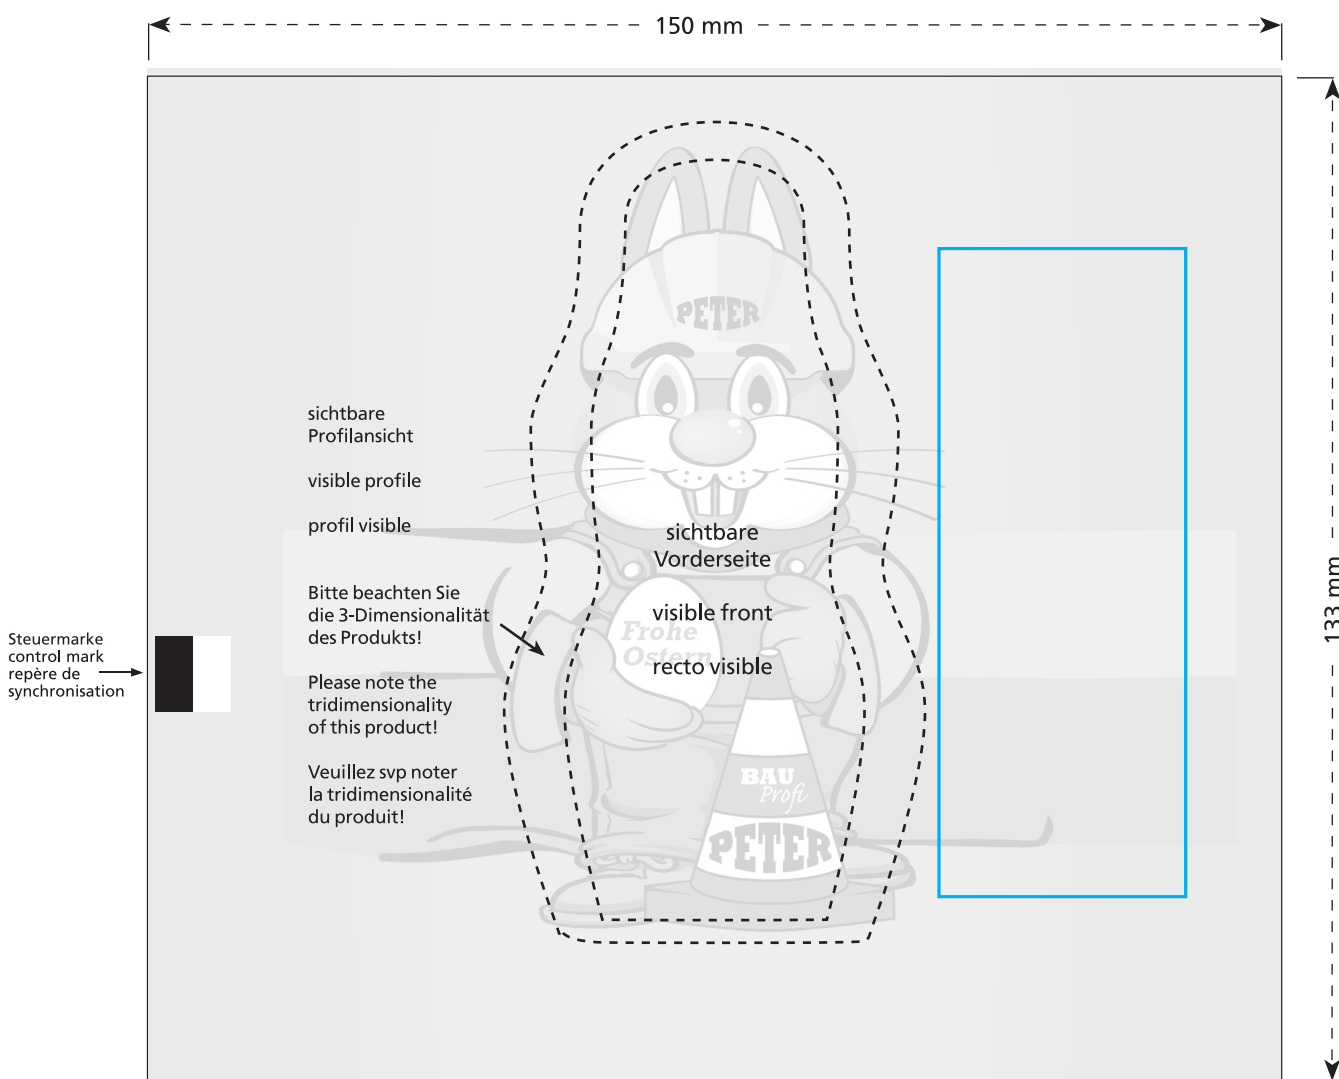 150 mm
133 mm
PETER
sichtbare
Profilansicht
visible profile
profil visible
sichtbare
Vorderseite
visible front
recto visible
Frohe
Ostern
Bitte beachten Sie
die 3-Dimensionalität
des Produkts!
Please note the
tridimensionality
of this product!
Veuillez svp noter
la tridimensionalité
du produit!
Steuermarke
control mark
repère de
synchronisation
BAU
Profi
PETER